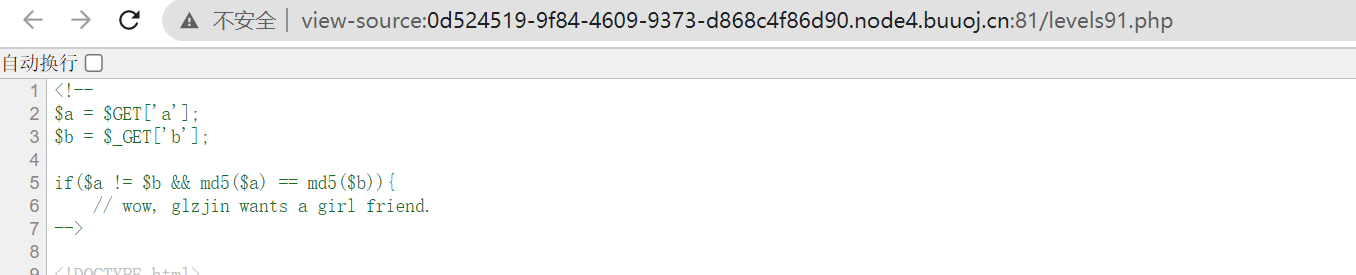 不安全 | view-source:0d524519-9f84-4609-9373-d868c4f86d90.node4.buuoj.cn:81/levels91.php
自动换行
1 <!--
2 $a = $GET['a'];
3 $b = $_GET['b'];
4
5 if($a != $b && md5($a) == md5($b)){
6 // wow, glzjin wants a girl friend.
7 -->
8
9 <!DOCTYPE html>